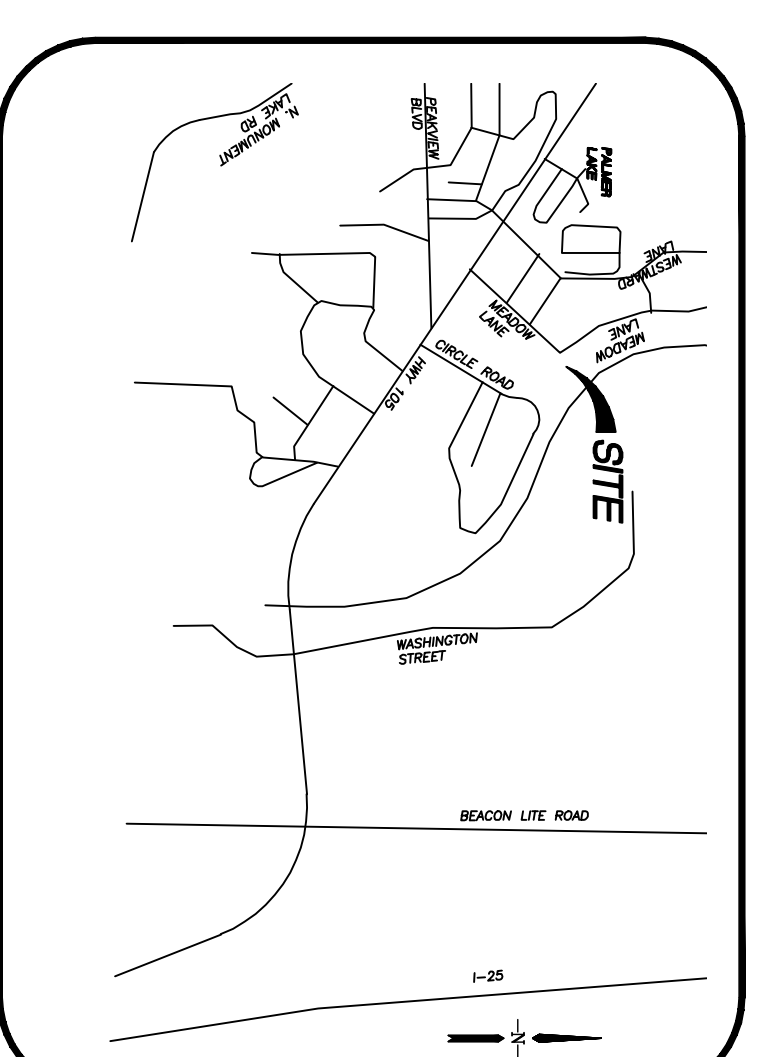 N. MONUMENT
LAKE RD
PEAKVIEW
BLVD
PALMER
LAKE
WESTWARD
LANE
MEADOW
LANE
MEADOW
LANE
CIRCLE ROAD
HWY 105
SITE
WASHINGTON
STREET
BEACON LITE ROAD
I-25
N